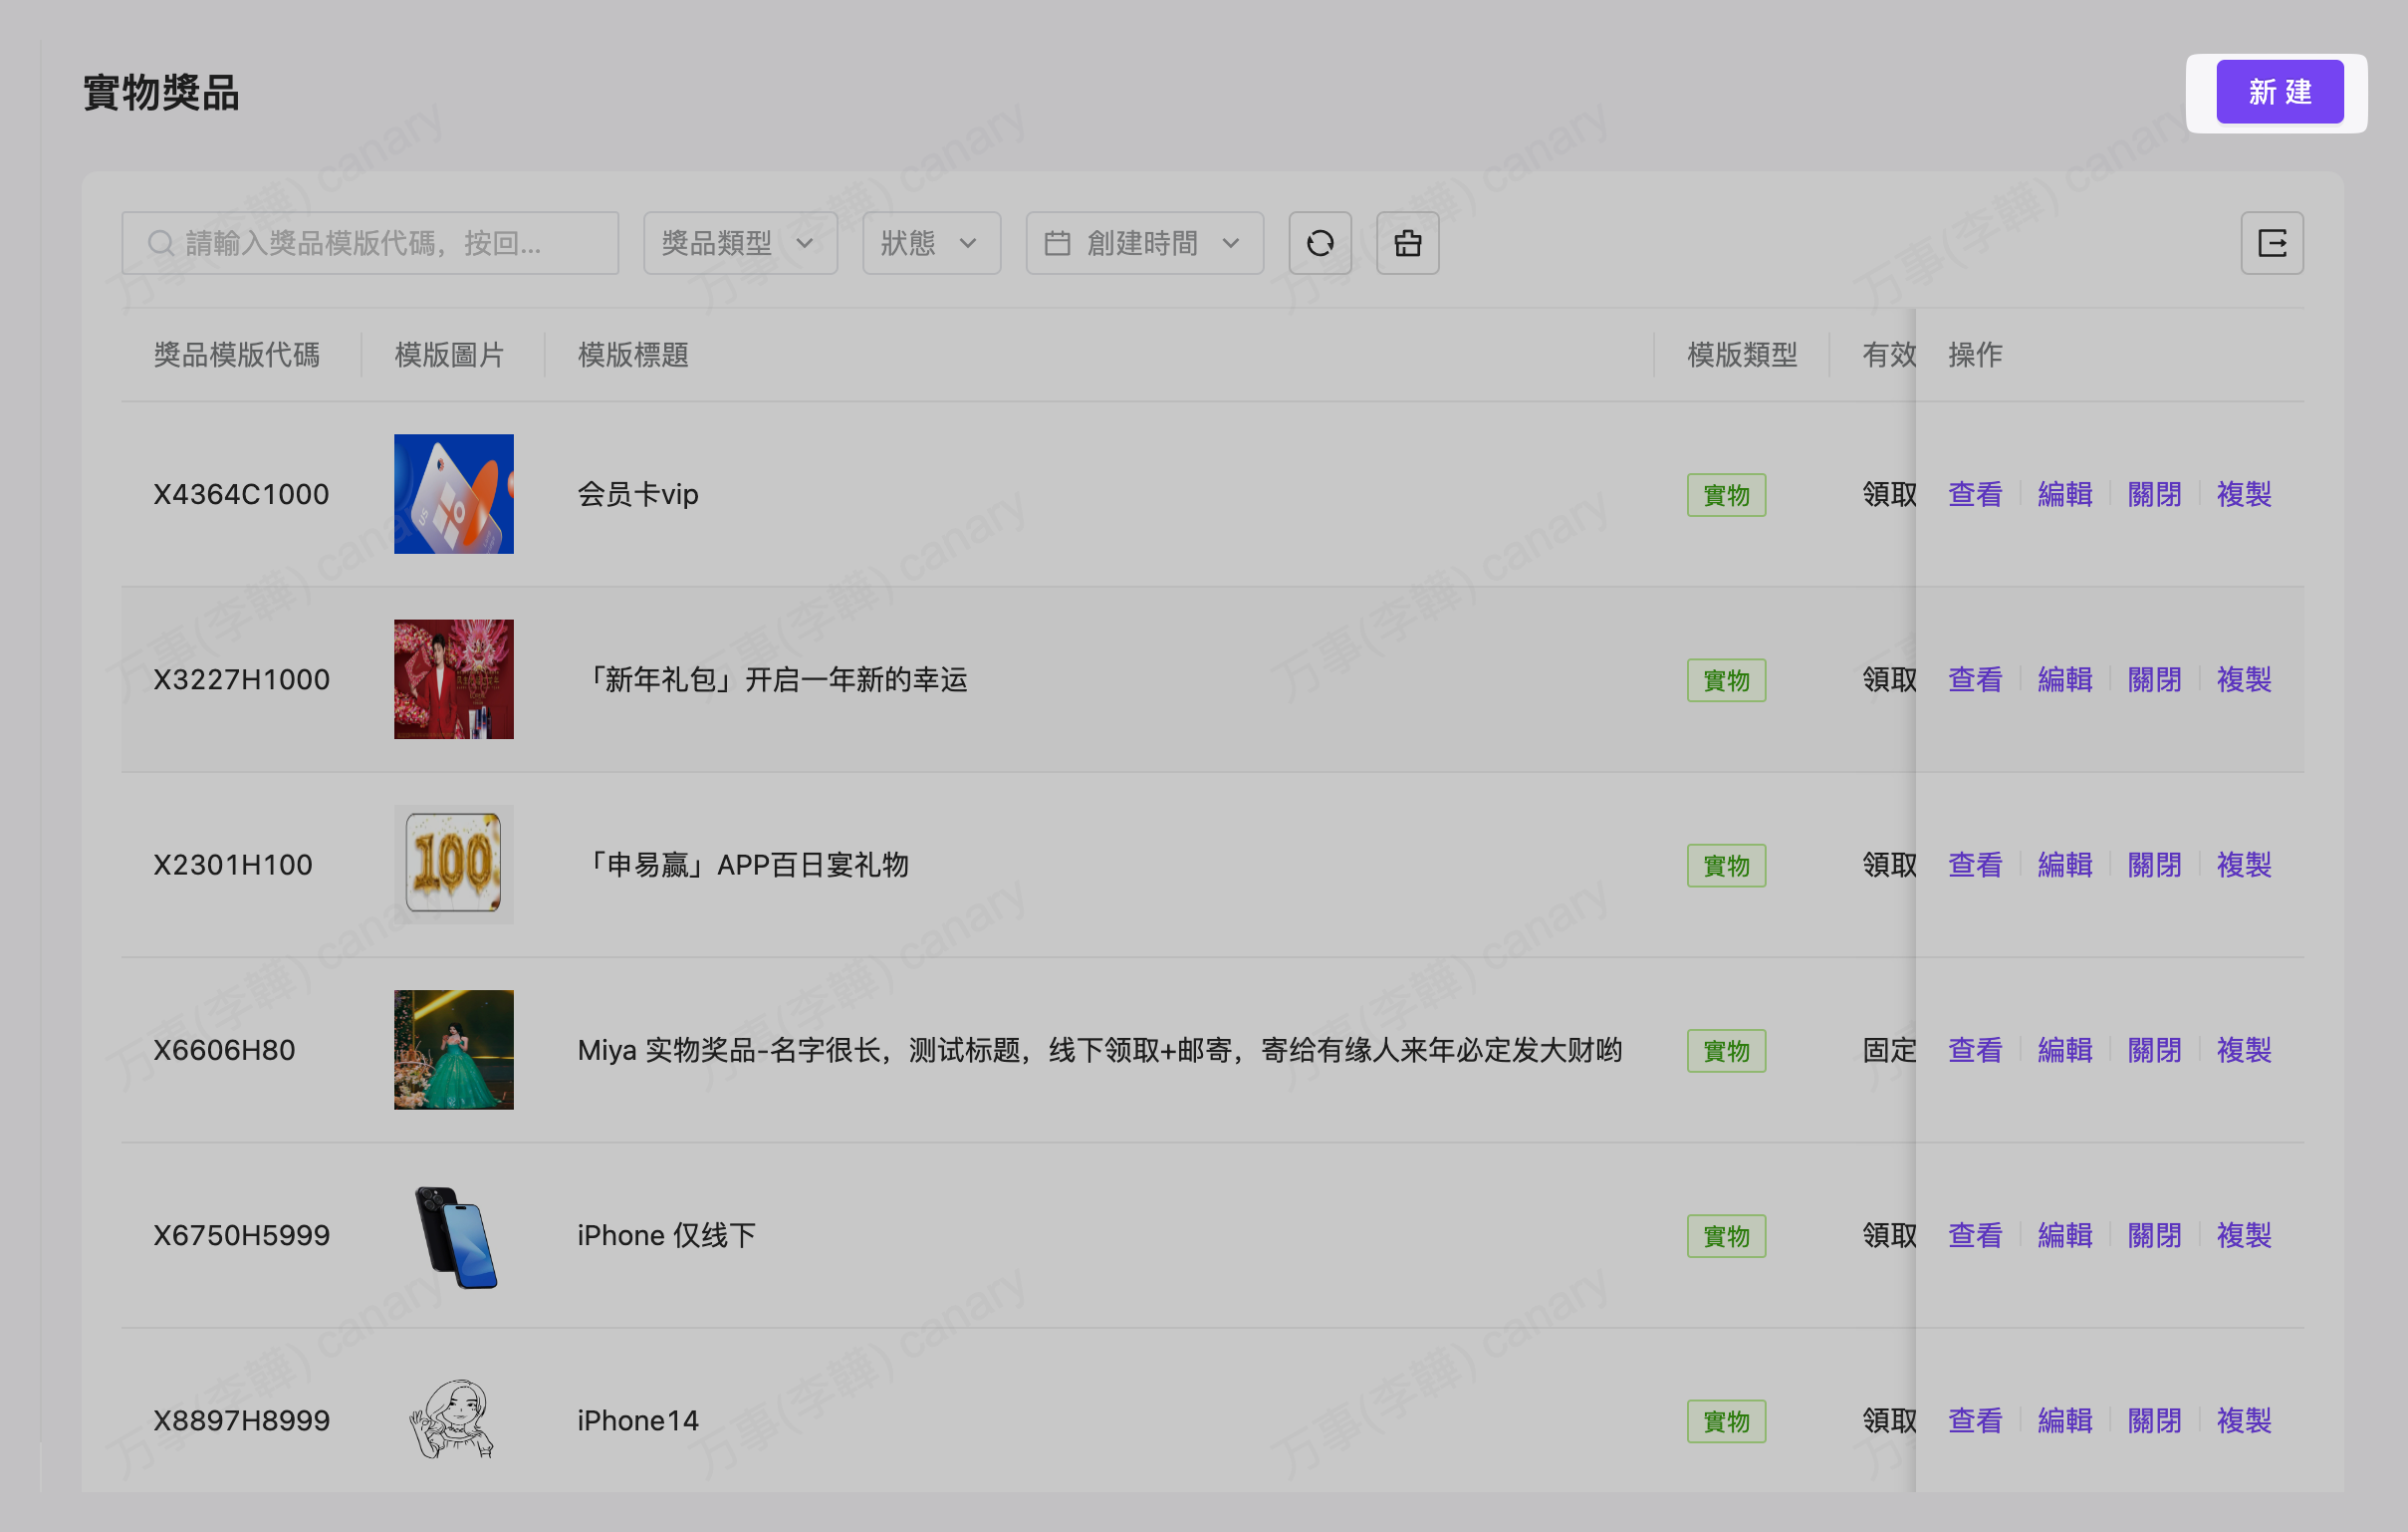 實物獎品
新 建
請輸入獎品模版代碼，按回...
獎品類型
狀態
創建時間
獎品模版代碼 模版圖片 模版標題 模版類型 有效 操作
X4364C1000 会员卡vip 實物 領取 查看 編輯 關閉 複製
X3227H1000 「新年礼包」开启一年新的幸运 實物 領取 查看 編輯 關閉 複製
X2301H100 100 「申易赢」APP百日宴礼物 實物 領取 查看 編輯 關閉 複製
X6606H80 Miya 实物奖品-名字很长，测试标题，线下领取+邮寄，寄给有缘人来年必定发大财哟 實物 固定 查看 編輯 關閉 複製
X6750H5999 iPhone 仅线下 實物 領取 查看 編輯 關閉 複製
X8897H8999 iPhone14 實物 領取 查看 編輯 關閉 複製